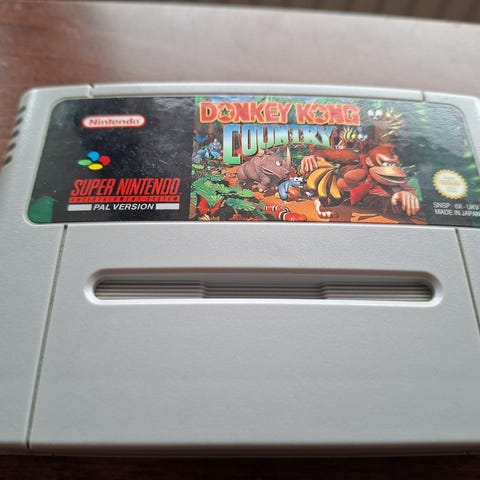 Nintendo
DONKEY KONG
COUNTRY
SUPER NINTENDO
ENTERTAINMENT SYSTEM
PAL VERSION
SNSP - 8X - UKV
MADE IN JAPAN